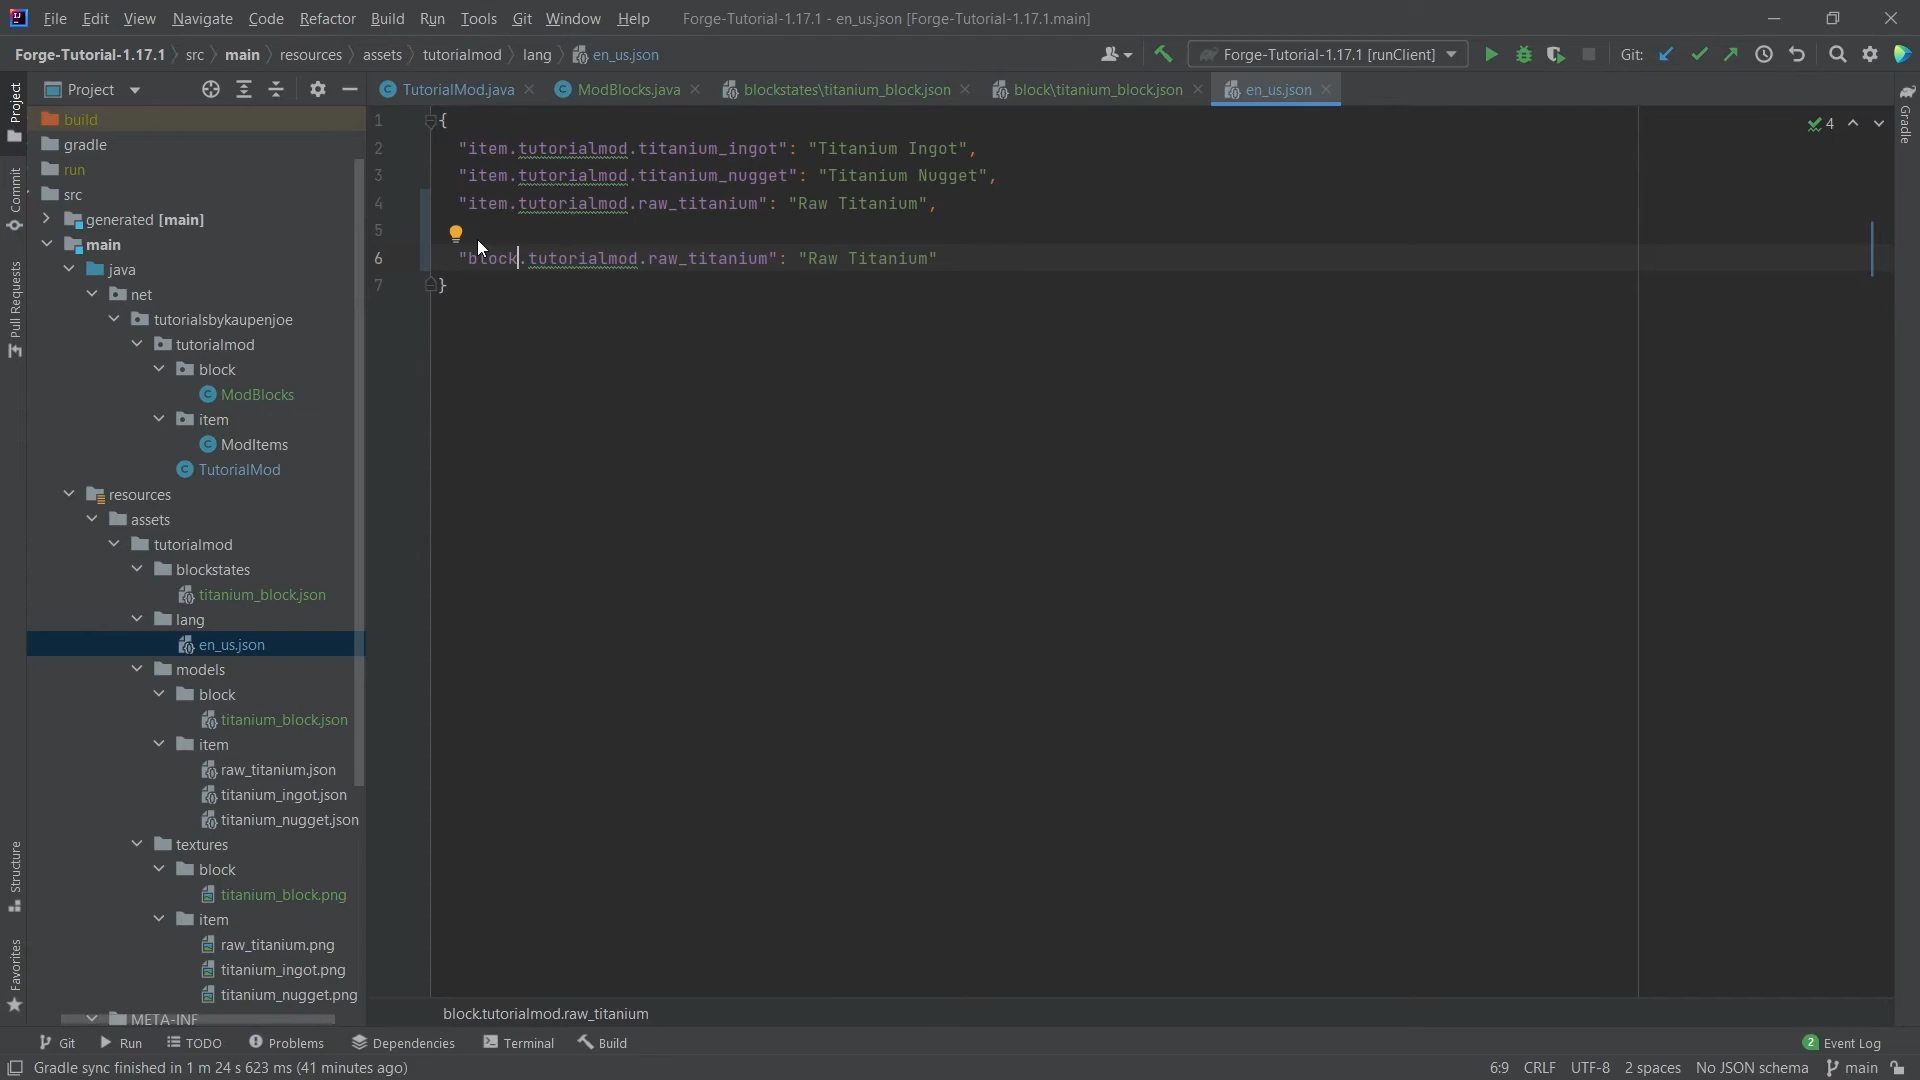 File Edit View Navigate Code Refactor Build Run Tools Git Window Help Forge-Tutorial-1.17.1 - en_us.json [Forge-Tutorial-1.17.1.main]
Forge-Tutorial-1.17.1 src main resources assets tutorialmod lang en_us.json Forge-Tutorial-1.17.1 [runClient] Git:
Project TutorialMod.java ModBlocks.java blockstates\titanium_block.json block\titanium_block.json en_us.json
Project
Commit
Pull Requests
Structure
Favorites
build
gradle
run
src
generated [main]
main
java
net
tutorialsbykaupenjoe
tutorialmod
block
ModBlocks
item
ModItems
TutorialMod
resources
assets
tutorialmod
blockstates
titanium_block.json
lang
en_us.json
models
block
titanium_block.json
item
raw_titanium.json
titanium_ingot.json
titanium_nugget.json
textures
block
titanium_block.png
item
raw_titanium.png
titanium_ingot.png
titanium_nugget.png
META-INF
1 {
2 "item.tutorialmod.titanium_ingot": "Titanium Ingot",
3 "item.tutorialmod.titanium_nugget": "Titanium Nugget",
4 "item.tutorialmod.raw_titanium": "Raw Titanium",
5
6 "block.tutorialmod.raw_titanium": "Raw Titanium"
7 }
4
Gradle
block.tutorialmod.raw_titanium
Git Run TODO Problems Dependencies Terminal Build 2 Event Log
Gradle sync finished in 1 m 24 s 623 ms (41 minutes ago) 6:9 CRLF UTF-8 2 spaces No JSON schema main